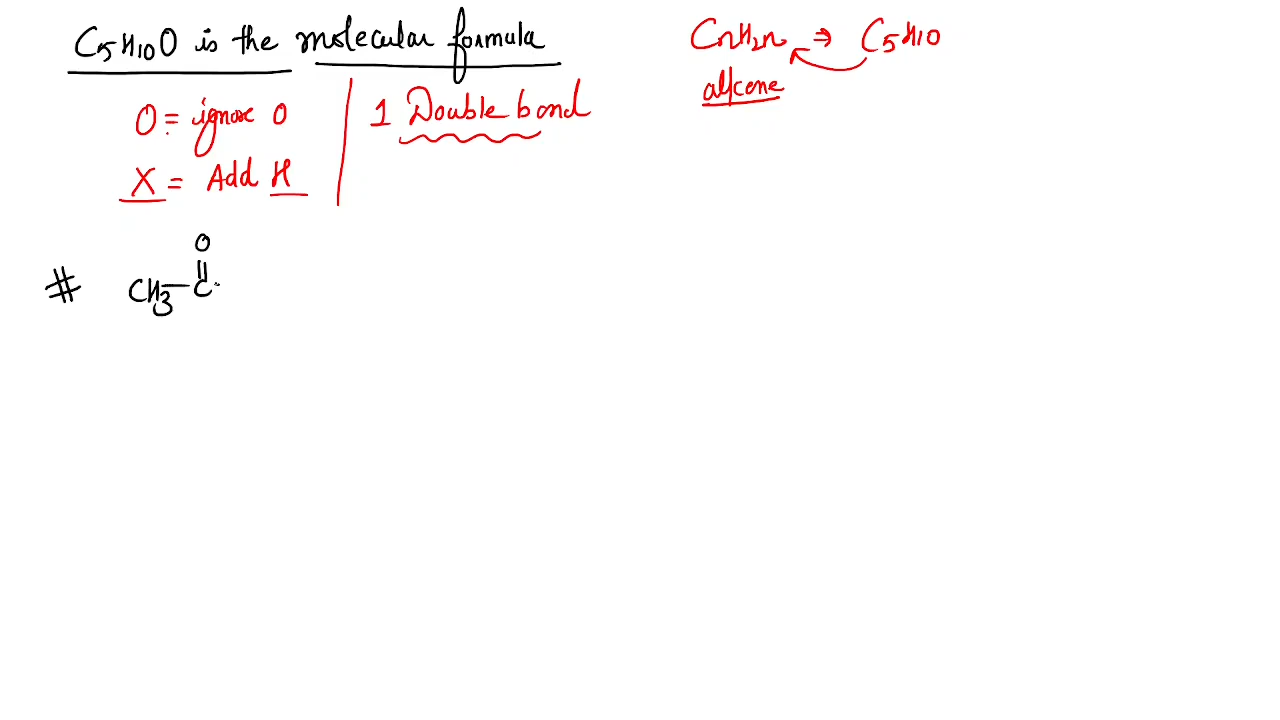 C5H10O is the molecular formula
CnH2n ⇒ C5H10
alkene
O = ignore O
1 Double bond
X = Add H
O
# CH3–C